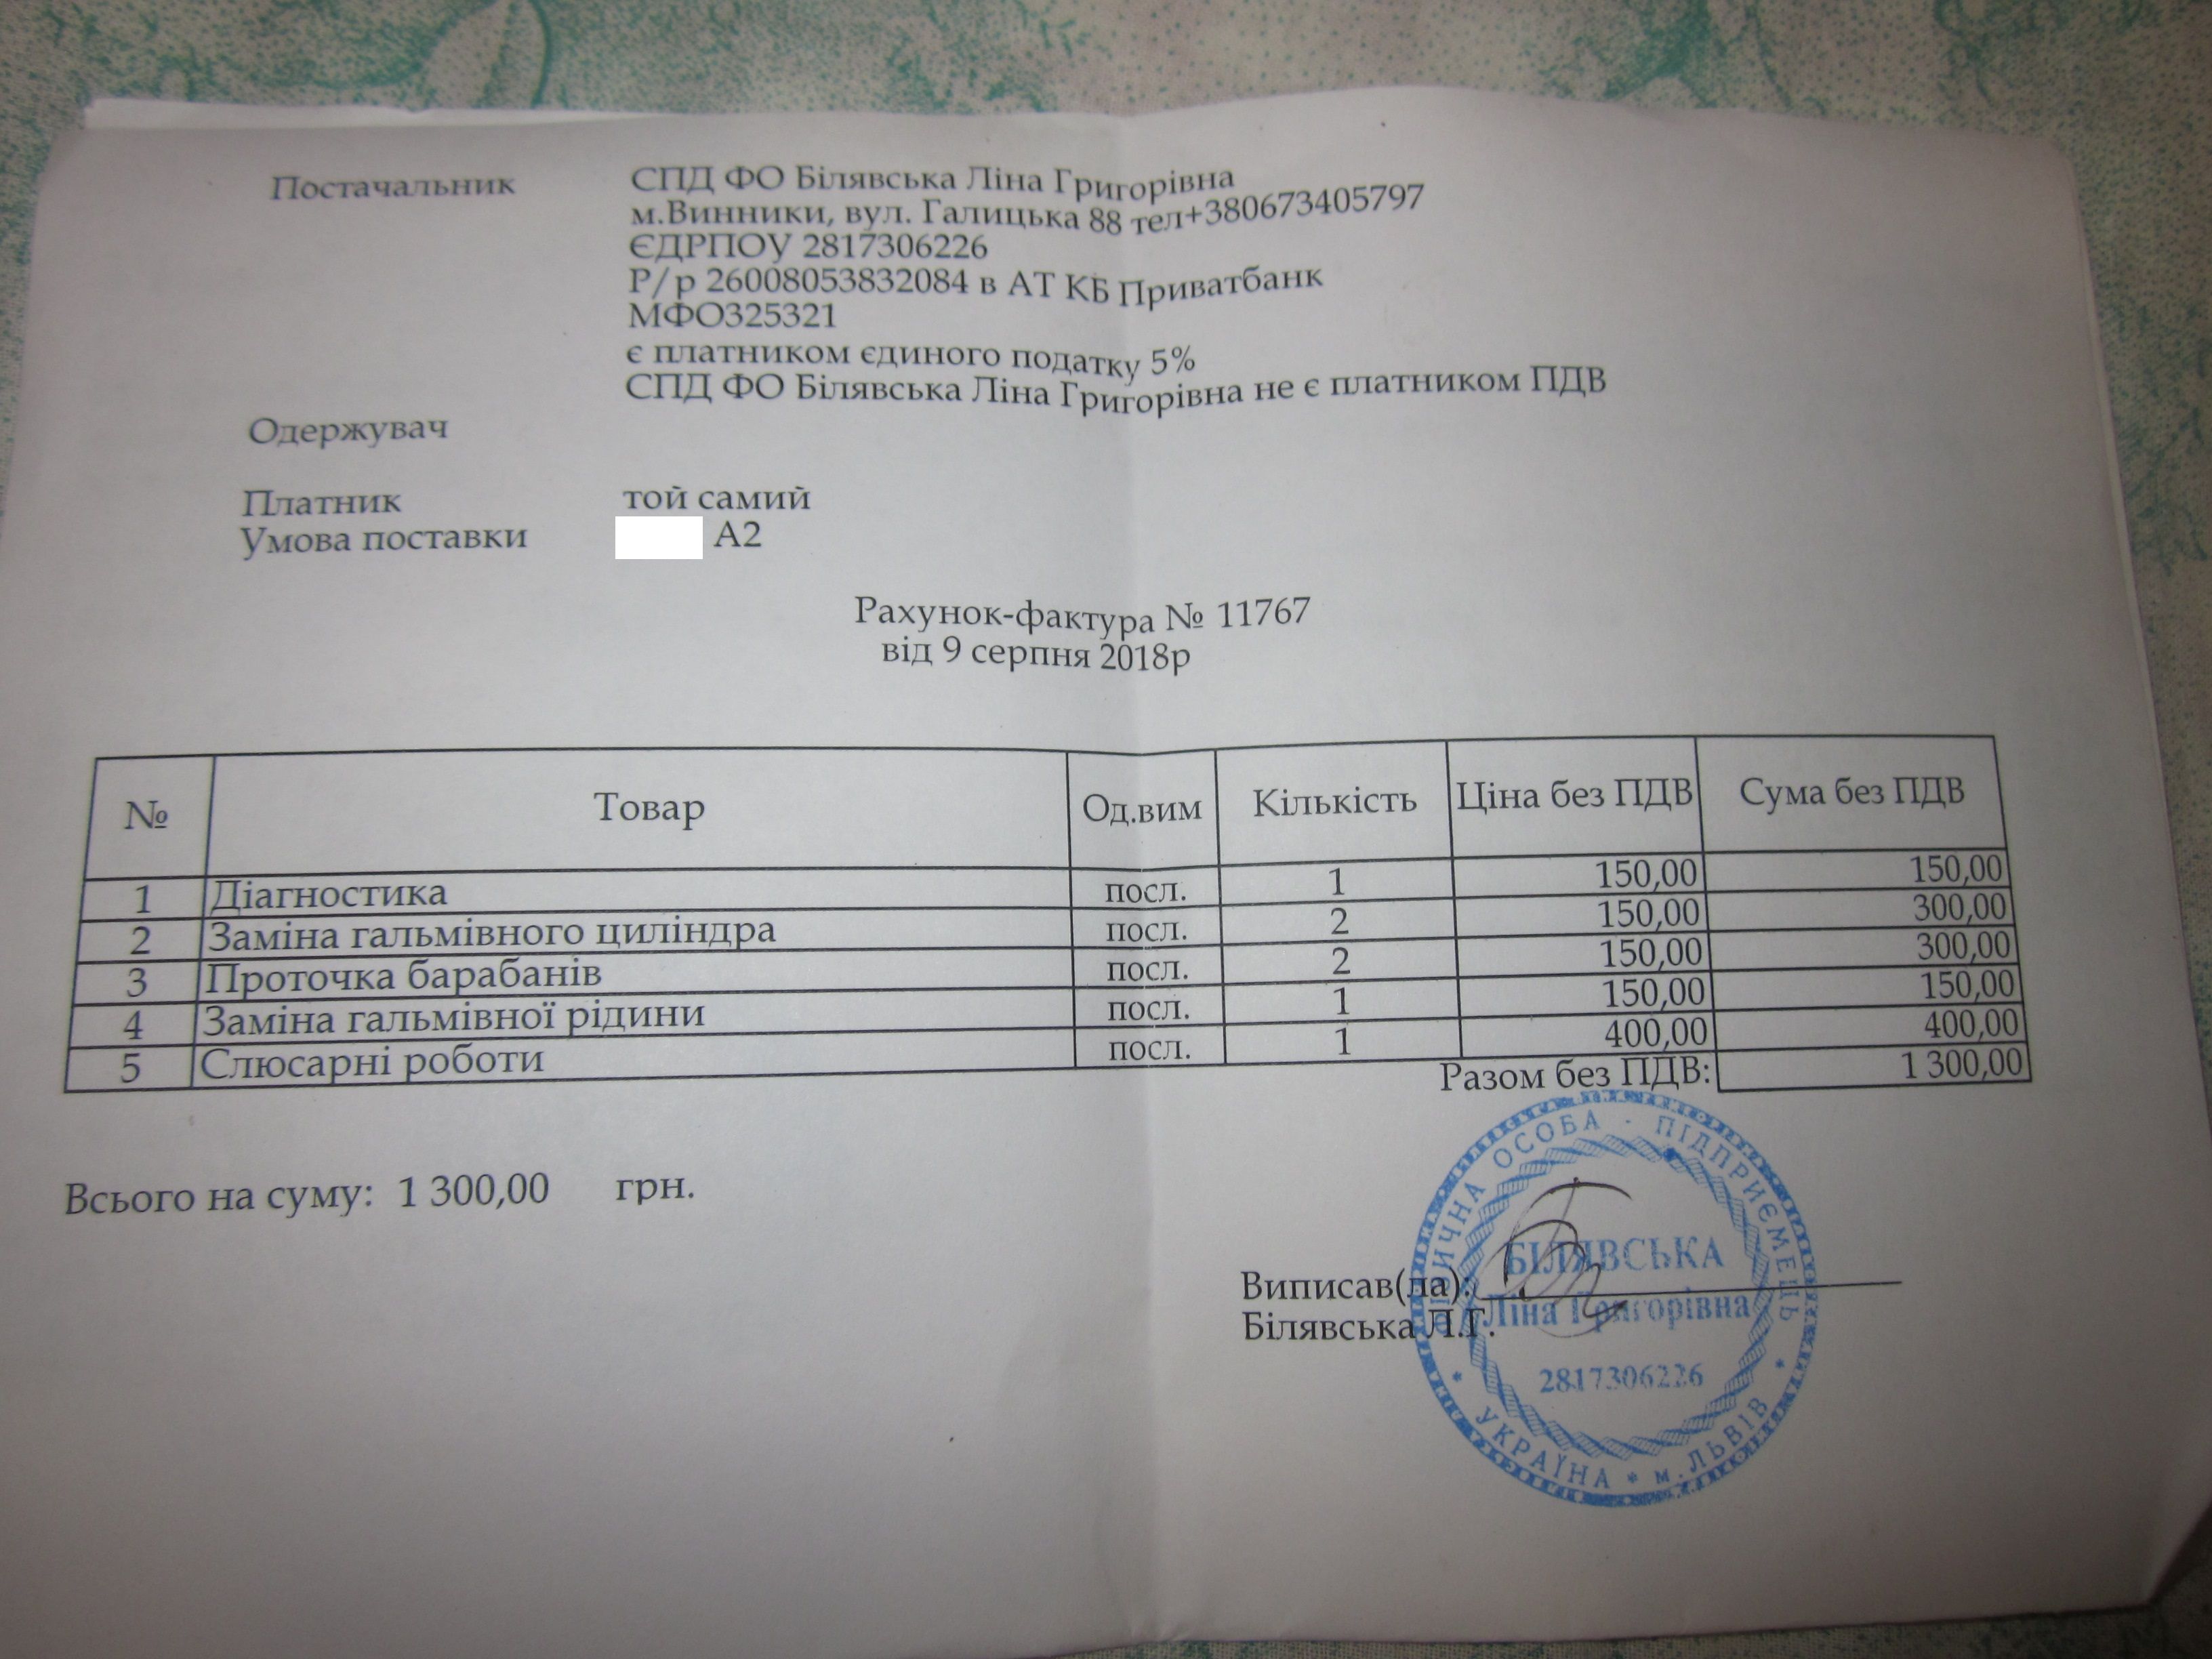 Постачальник СПД ФО Білявська Ліна Григорівна
м.Винники, вул. Галицька 88 тел+380673405797
ЄДРПОУ 2817306226
Р/р 26008053832084 в АТ КБ Приватбанк
МФО325321
є платником єдиного податку 5%
СПД ФО Білявська Ліна Григорівна не є платником ПДВ
Одержувач
Платник той самий
Умова поставки А2
Рахунок-фактура № 11767
від 9 серпня 2018р
№ Товар Од.вим Кількість Ціна без ПДВ Сума без ПДВ
1 Діагностика посл. 1 150,00 150,00
2 Заміна гальмівного циліндра посл. 2 150,00 300,00
3 Проточка барабанів посл. 2 150,00 300,00
4 Заміна гальмівної рідини посл. 1 150,00 150,00
5 Слюсарні роботи посл. 1 400,00 400,00
Разом без ПДВ: 1 300,00
Всього на суму: 1 300,00 грн.
Виписав(ла):
Білявська Л.Г.
ФІЗИЧНА ОСОБА - ПІДПРИЄМЕЦЬ
БІЛЯВСЬКА
Ліна Григорівна
2817306226
* УКРАЇНА * м.ЛЬВІВ *